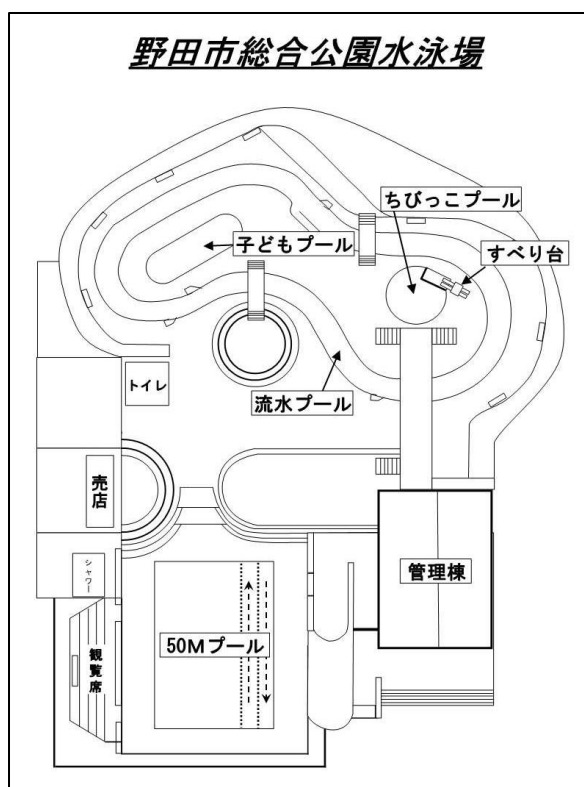 野田市総合公園水泳場
ちびっこプール
子どもプール
すべり台
トイレ
流水プール
売店
シャワー
管理棟
50Mプール
観覧席